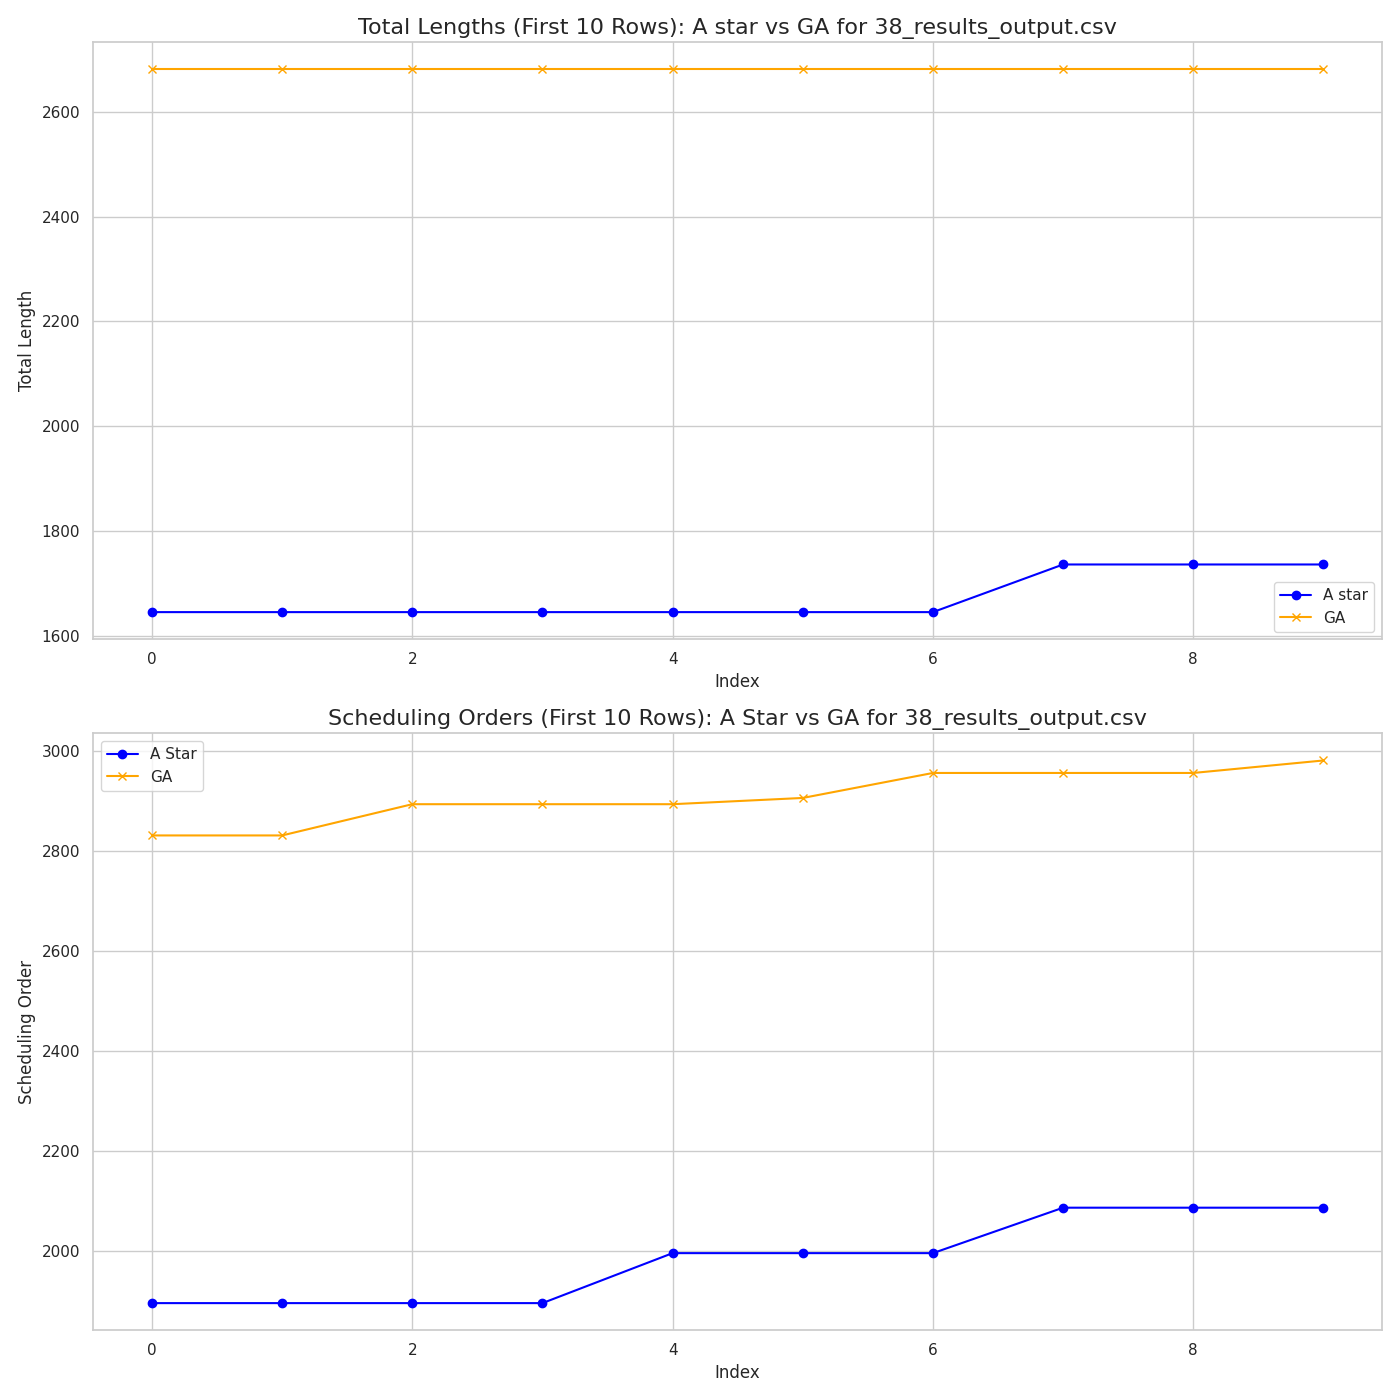 Total Lengths (First 10 Rows): A star vs GA for 38_results_output.csv
Total Length
2600
2400
2200
2000
1800
1600
A star
GA
0 2 4 6 8
Index
Scheduling Orders (First 10 Rows): A Star vs GA for 38_results_output.csv
Scheduling Order
A Star
GA
3000
2800
2600
2400
2200
2000
0 2 4 6 8
Index